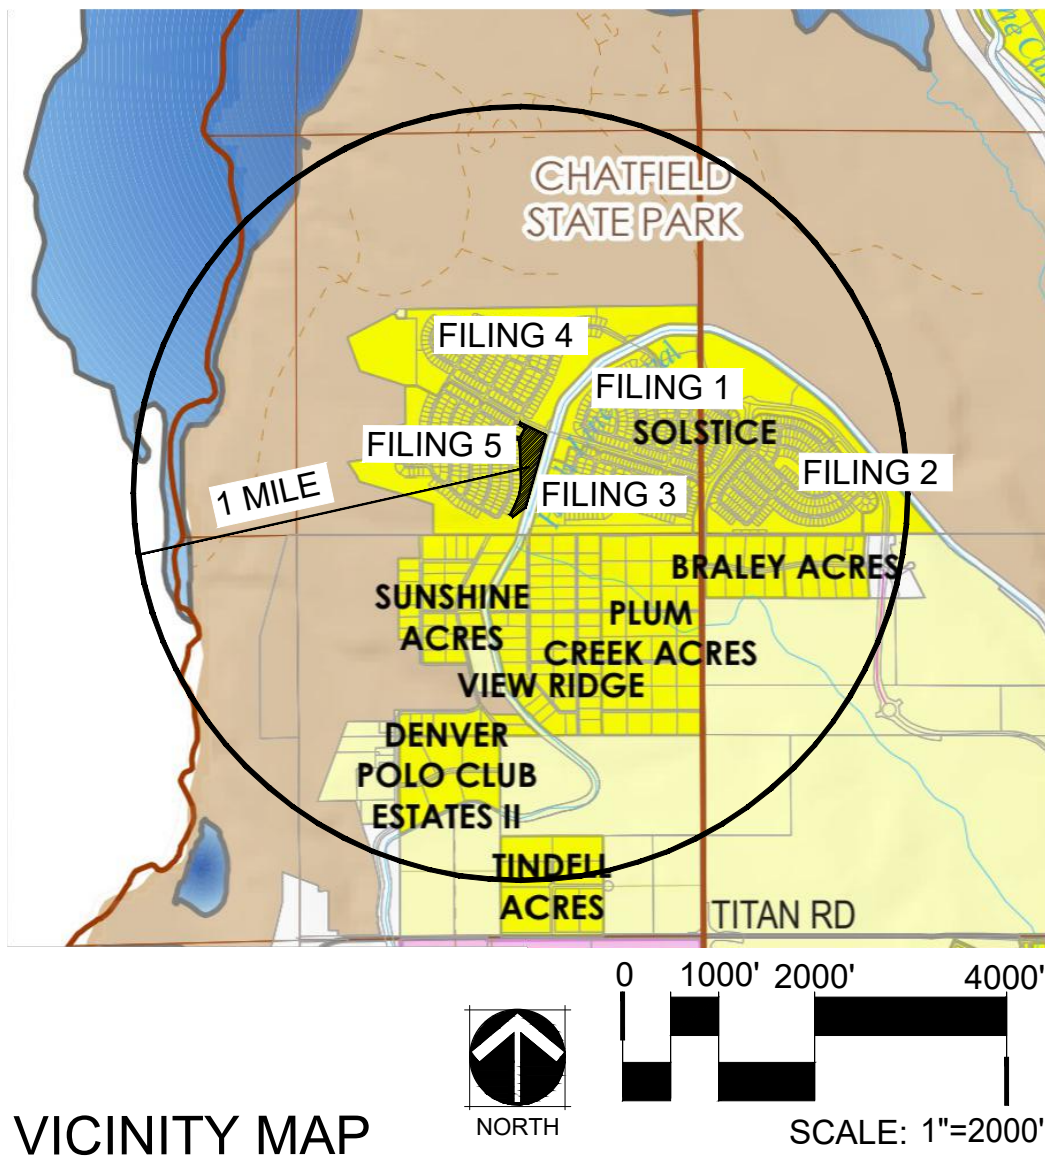 CHATFIELD
STATE PARK
FILING 4
FILING 1
SOLSTICE
FILING 5
FILING 2
1 MILE
FILING 3
BRALEY ACRES
SUNSHINE
ACRES
PLUM
CREEK ACRES
VIEW RIDGE
DENVER
POLO CLUB
ESTATES II
TINDELL
ACRES
TITAN RD
0 1000' 2000' 4000'
NORTH
VICINITY MAP
SCALE: 1"=2000'